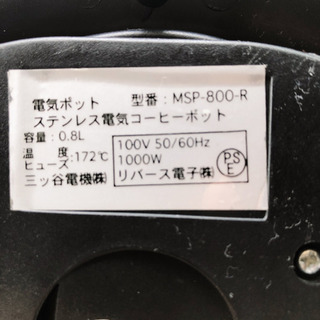 電気ポット 型番：MSP-800-R
ステンレス電気コーヒーポット
容量：0.8L
温度ヒューズ：172℃
100V 50/60Hz
1000W
PSE
三ッ谷電機㈱ リバース電子㈱